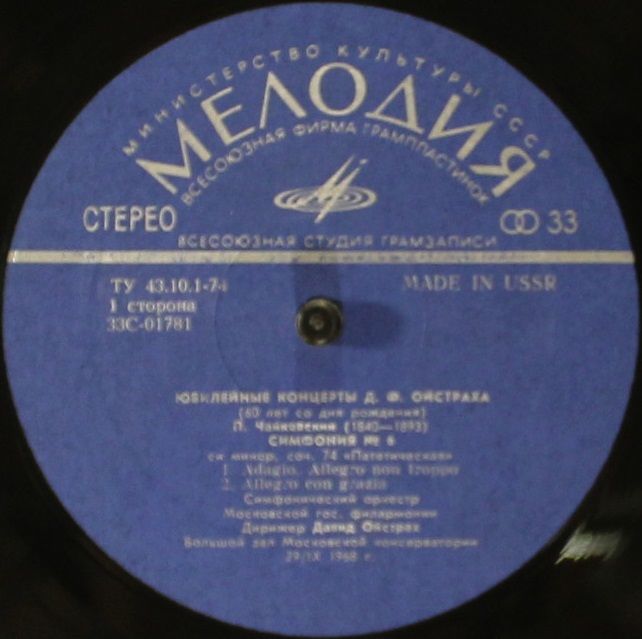 МИНИСТЕРСТВО КУЛЬТУРЫ СССР
МЕЛОДИЯ
ВСЕСОЮЗНАЯ ФИРМА ГРАМПЛАСТИНОК
СТЕРЕО
33
ВСЕСОЮЗНАЯ СТУДИЯ ГРАМЗАПИСИ
ТУ 43.10.1-74
MADE IN USSR
1 сторона
33С-01781
ЮБИЛЕЙНЫЕ КОНЦЕРТЫ Д. Ф. ОЙСТРАХА
(60 лет со дня рождения)
П. Чайковский (1840—1893)
СИМФОНИЯ № 6
си минор, соч. 74 «Патетическая»
1. Adagio. Allegro non troppo
2. Allegro con grazia
Симфонический оркестр
Московской гос. филармонии
Дирижер Давид Ойстрах
Большой зал Московской консерватории
29/IX 1968 г.